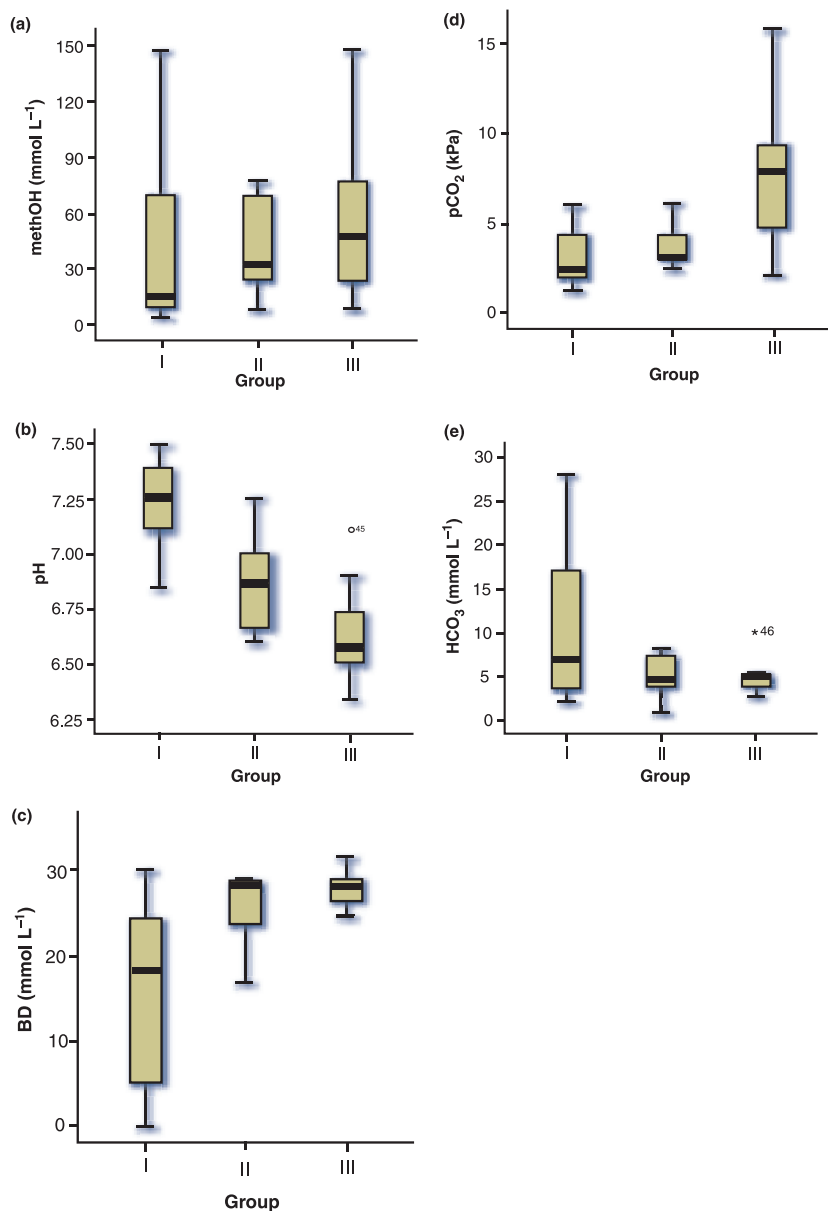 (a)
methOH (mmol L–1)
150
120
90
60
30
0
I
II
III
Group
(b)
pH
7.50
7.25
7.00
6.75
6.50
6.25
45
I
II
III
Group
(c)
BD (mmol L–1)
30
20
10
0
I
II
III
Group
(d)
pCO2 (kPa)
15
10
5
0
I
II
III
Group
(e)
HCO3 (mmol L–1)
30
25
20
15
10
5
0
* 46
I
II
III
Group